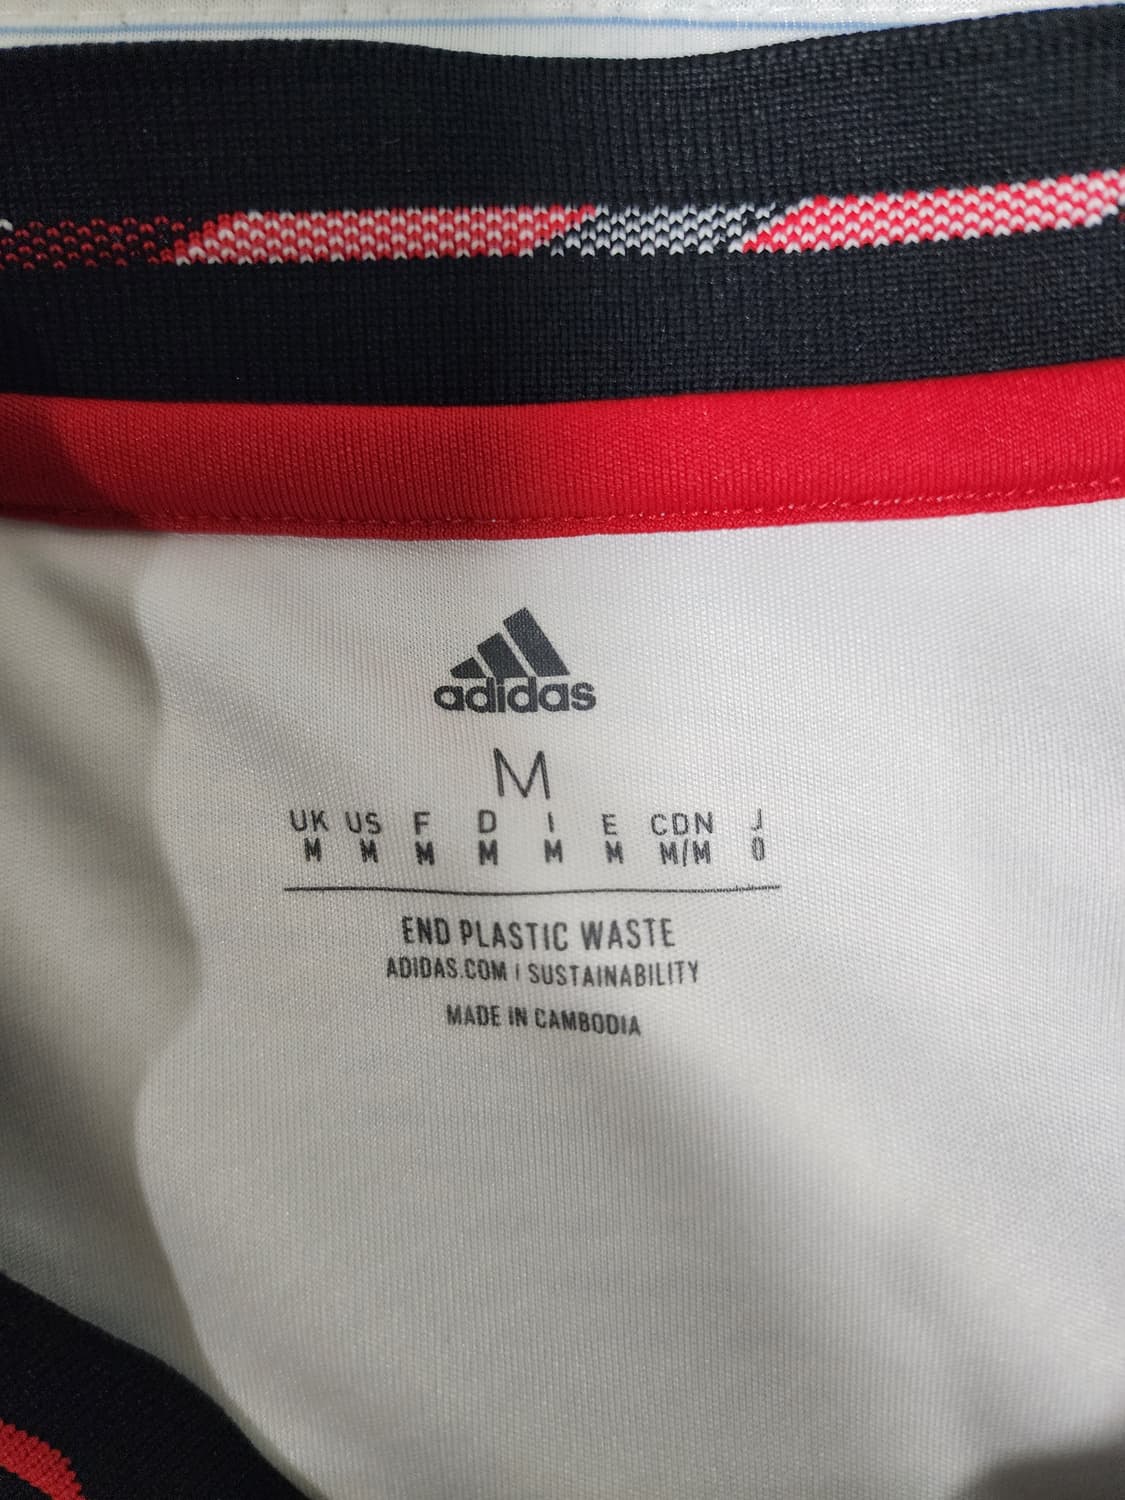 adidas
M
UK US F D I E CDN J
M M M M M M M/M O
END PLASTIC WASTE
ADIDAS.COM | SUSTAINABILITY
MADE IN CAMBODIA